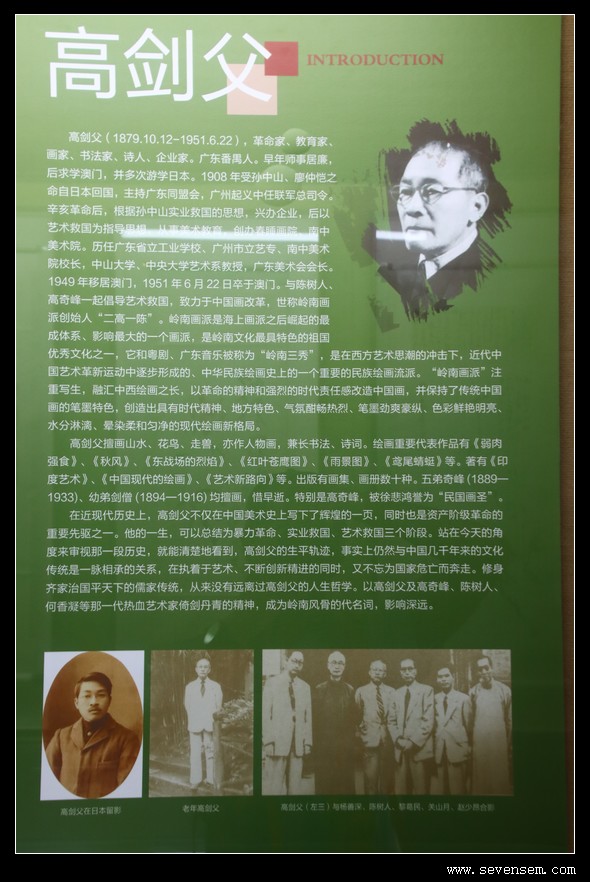 高剑父
INTRODUCTION
高剑父（1879.10.12-1951.6.22），革命家、教育家、
画家、书法家、诗人、企业家。广东番禺人。早年师事居廉，
后求学澳门，并多次游学日本。1908 年受孙中山、廖仲恺之
命自日本回国，主持广东同盟会，广州起义中任联军总司令。
辛亥革命后，根据孙中山实业救国的思想，兴办企业，后以
艺术救国为指导思想，从事美术教育，创办春睡画院、南中
美术院。历任广东省立工业学校、广州市立艺专、南中美术
院校长，中山大学、中央大学艺术系教授，广东美术会会长。
1949 年移居澳门，1951 年 6 月 22 日卒于澳门。与陈树人、
高奇峰一起倡导艺术救国，致力于中国画改革，世称岭南画
派创始人“二高一陈”。岭南画派是海上画派之后崛起的最
成体系、影响最大的一个画派，是岭南文化最具特色的祖国
优秀文化之一，它和粤剧、广东音乐被称为“岭南三秀”，是在西方艺术思潮的冲击下，近代中
国艺术革新运动中逐步形成的、中华民族绘画史上的一个重要的民族绘画流派。“岭南画派”注
重写生，融汇中西绘画之长，以革命的精神和强烈的时代责任感改造中国画，并保持了传统中国
画的笔墨特色，创造出具有时代精神、地方特色、气氛酣畅热烈、笔墨劲爽豪纵、色彩鲜艳明亮、
水分淋漓、晕染柔和匀净的现代绘画新格局。
高剑父擅画山水、花鸟、走兽，亦作人物画，兼长书法、诗词。绘画重要代表作品有《弱肉
强食》、《秋风》、《东战场的烈焰》、《红叶苍鹰图》、《雨景图》、《鸢尾蜻蜓》等。著有《印
度艺术》、《中国现代的绘画》、《艺术新路向》等。出版有画集、画册数十种。五弟奇峰（1889—
1933）、幼弟剑僧（1894—1916）均擅画，惜早逝。特别是高奇峰，被徐悲鸿誉为“民国画圣”。
在近现代历史上，高剑父不仅在中国美术史上写下了辉煌的一页，同时也是资产阶级革命的
重要先驱之一。他的一生，可以总结为暴力革命、实业救国、艺术救国三个阶段。站在今天的角
度来审视那一段历史，就能清楚地看到，高剑父的生平轨迹，事实上仍然与中国几千年来的文化
传统是一脉相承的关系，在执着于艺术、不断创新精进的同时，又不忘为国家危亡而奔走。修身
齐家治国平天下的儒家传统，从来没有远离过高剑父的人生哲学。以高剑父及高奇峰、陈树人、
何香凝等那一代热血艺术家倚剑丹青的精神，成为岭南风骨的代名词，影响深远。
高剑父在日本留影
老年高剑父
高剑父（左三）与杨善深、陈树人、黎葛民、关山月、赵少昂合影
www.sevensem.com